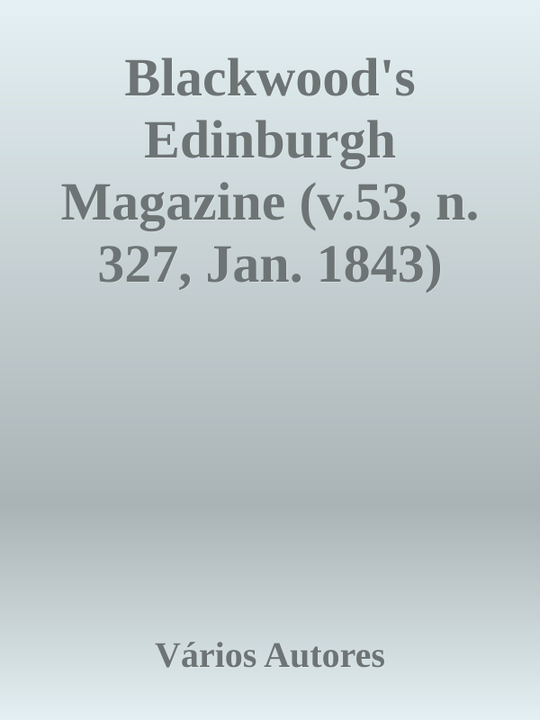 Blackwood's
Edinburgh
Magazine (v.53, n.
327, Jan. 1843)
Vários Autores